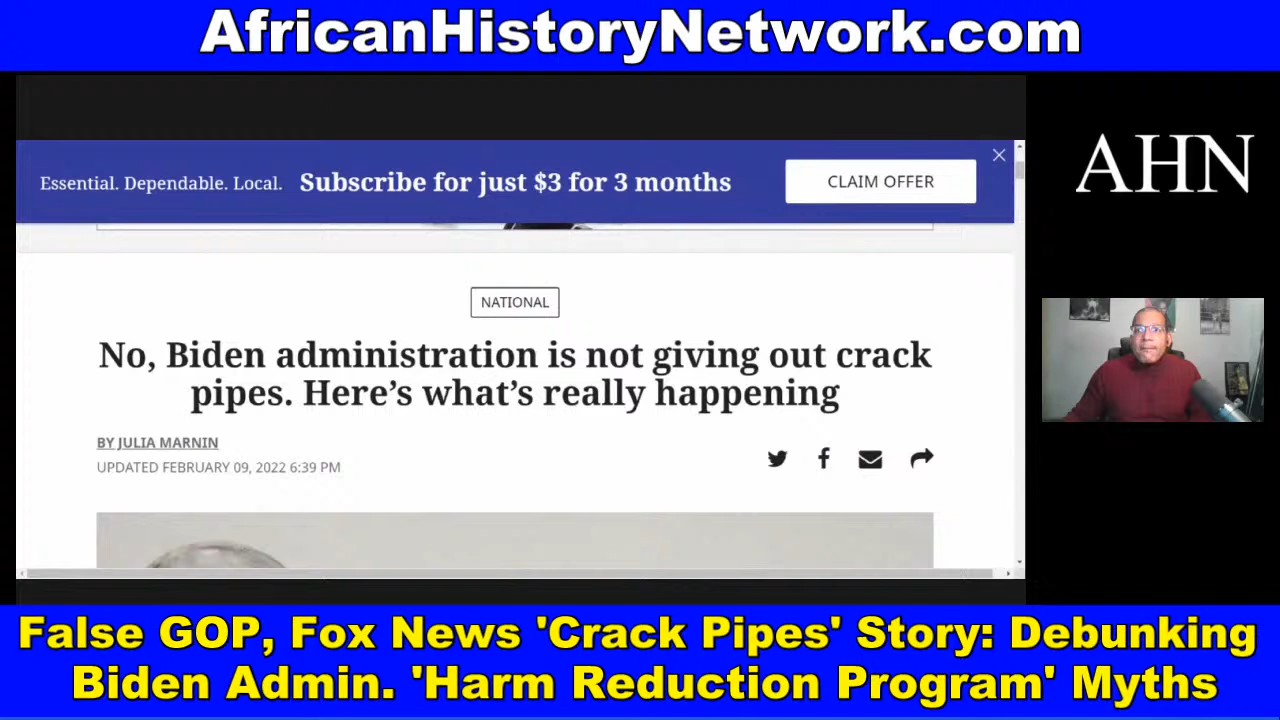 AfricanHistoryNetwork.com
AHN
Essential. Dependable. Local. Subscribe for just $3 for 3 months CLAIM OFFER
NATIONAL
No, Biden administration is not giving out crack
pipes. Here’s what’s really happening
BY JULIA MARNIN
UPDATED FEBRUARY 09, 2022 6:39 PM
False GOP, Fox News 'Crack Pipes' Story: Debunking
Biden Admin. 'Harm Reduction Program' Myths